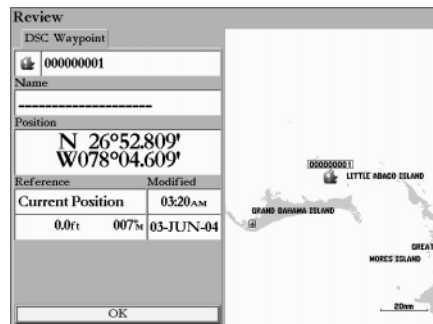 Review
DSC Waypoint
000000001
Name
--------------------
Position
N 26°52.809'
W078°04.609'
Reference
Modified
Current Position
03:20AM
0.0ft
007°M
03-JUN-04
OK
000000001
LITTLE ABACO ISLAND
GRAND BAHAMA ISLAND
GREAT
MORES ISLAND
20nm